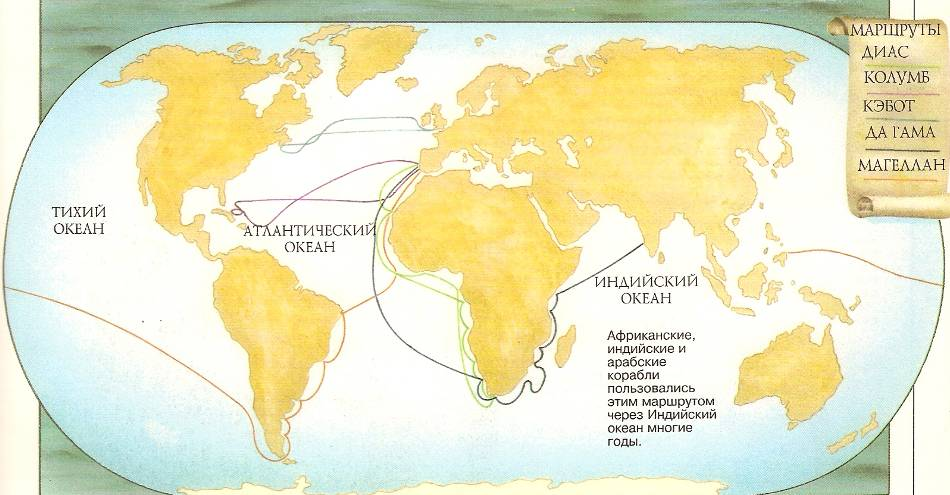 МАРШРУТЫ
ДИАС
КОЛУМБ
КЭБОТ
ДА ГАМА
МАГЕЛЛАН
ТИХИЙ
ОКЕАН
АТЛАНТИЧЕСКИЙ
ОКЕАН
ИНДИЙСКИЙ
ОКЕАН
Африканские,
индийские и
арабские
корабли
пользовались
этим маршрутом
через Индийский
океан многие
годы.